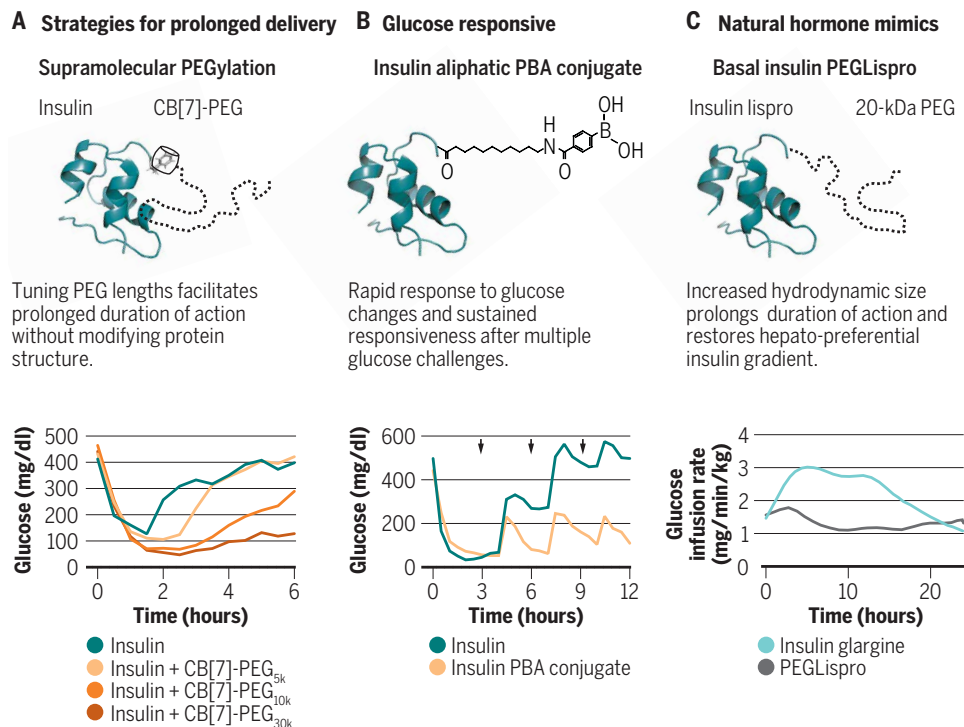 A Strategies for prolonged delivery
Supramolecular PEGylation
Insulin CB[7]-PEG
Tuning PEG lengths facilitates
prolonged duration of action
without modifying protein
structure.
Glucose (mg/dl)
500
400
300
200
100
0
0 2 4 6
Time (hours)
Insulin
Insulin + CB[7]-PEG5k
Insulin + CB[7]-PEG10k
Insulin + CB[7]-PEG30k
B Glucose responsive
Insulin aliphatic PBA conjugate
OH
B
OH
H
N
O
O
Rapid response to glucose
changes and sustained
responsiveness after multiple
glucose challenges.
Glucose (mg/dl)
600
400
200
0
0 3 6 9 12
Time (hours)
Insulin
Insulin PBA conjugate
C Natural hormone mimics
Basal insulin PEGLispro
Insulin lispro 20-kDa PEG
Increased hydrodynamic size
prolongs duration of action and
restores hepato-preferential
insulin gradient.
Glucose
infusion rate
(mg/min/kg)
4
3
2
1
0
0 10 20
Time (hours)
Insulin glargine
PEGLispro